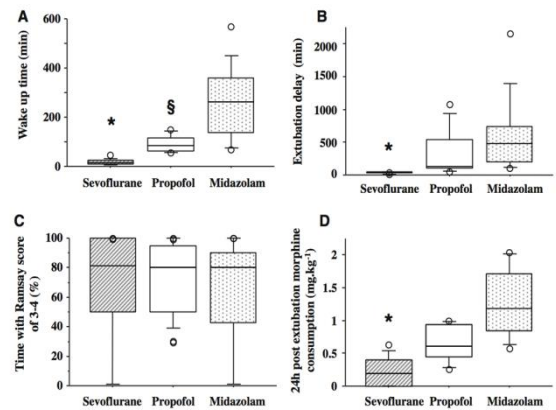 A
Wake up time (min)
600
400
200
0
*
§
Sevoflurane Propofol Midazolam
B
Extubation delay (min)
2000
1500
1000
500
0
*
Sevoflurane Propofol Midazolam
C
Time with Ramsay score
of 3-4 (%)
100
80
60
40
20
0
Sevoflurane Propofol Midazolam
D
24h post extubation morphine
consumption (mg.kg⁻¹)
2
1.5
1
0.5
0
*
Sevoflurane Propofol Midazolam